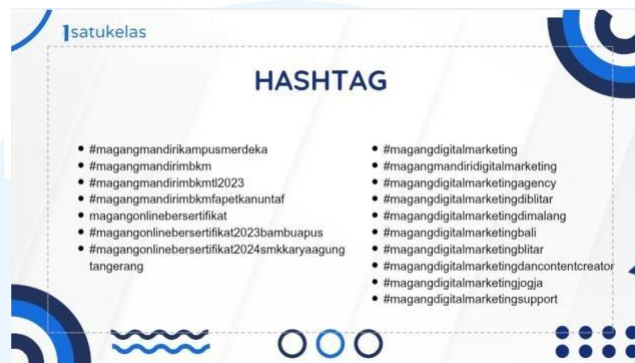 1satukelas
HASHTAG
#magangmandirikampusmerdeka
#magangmandirimbkm
#magangmandirimbkmtl2023
#magangmandirimbkmfapetkanuntaf
magangonlinebersertifikat
#magangonlinebersertifikat2023bambuapus
#magangonlinebersertifikat2024smkkaryaagung
tangerang
#magangdigitalmarketing
#magangmandiridigitalmarketing
#magangdigitalmarketingagency
#magangdigitalmarketingdiblitar
#magangdigitalmarketingdimalang
#magangdigitalmarketingbali
#magangdigitalmarketingblitar
#magangdigitalmarketingdancontentcreator
#magangdigitalmarketingjogja
#magangdigitalmarketingsupport